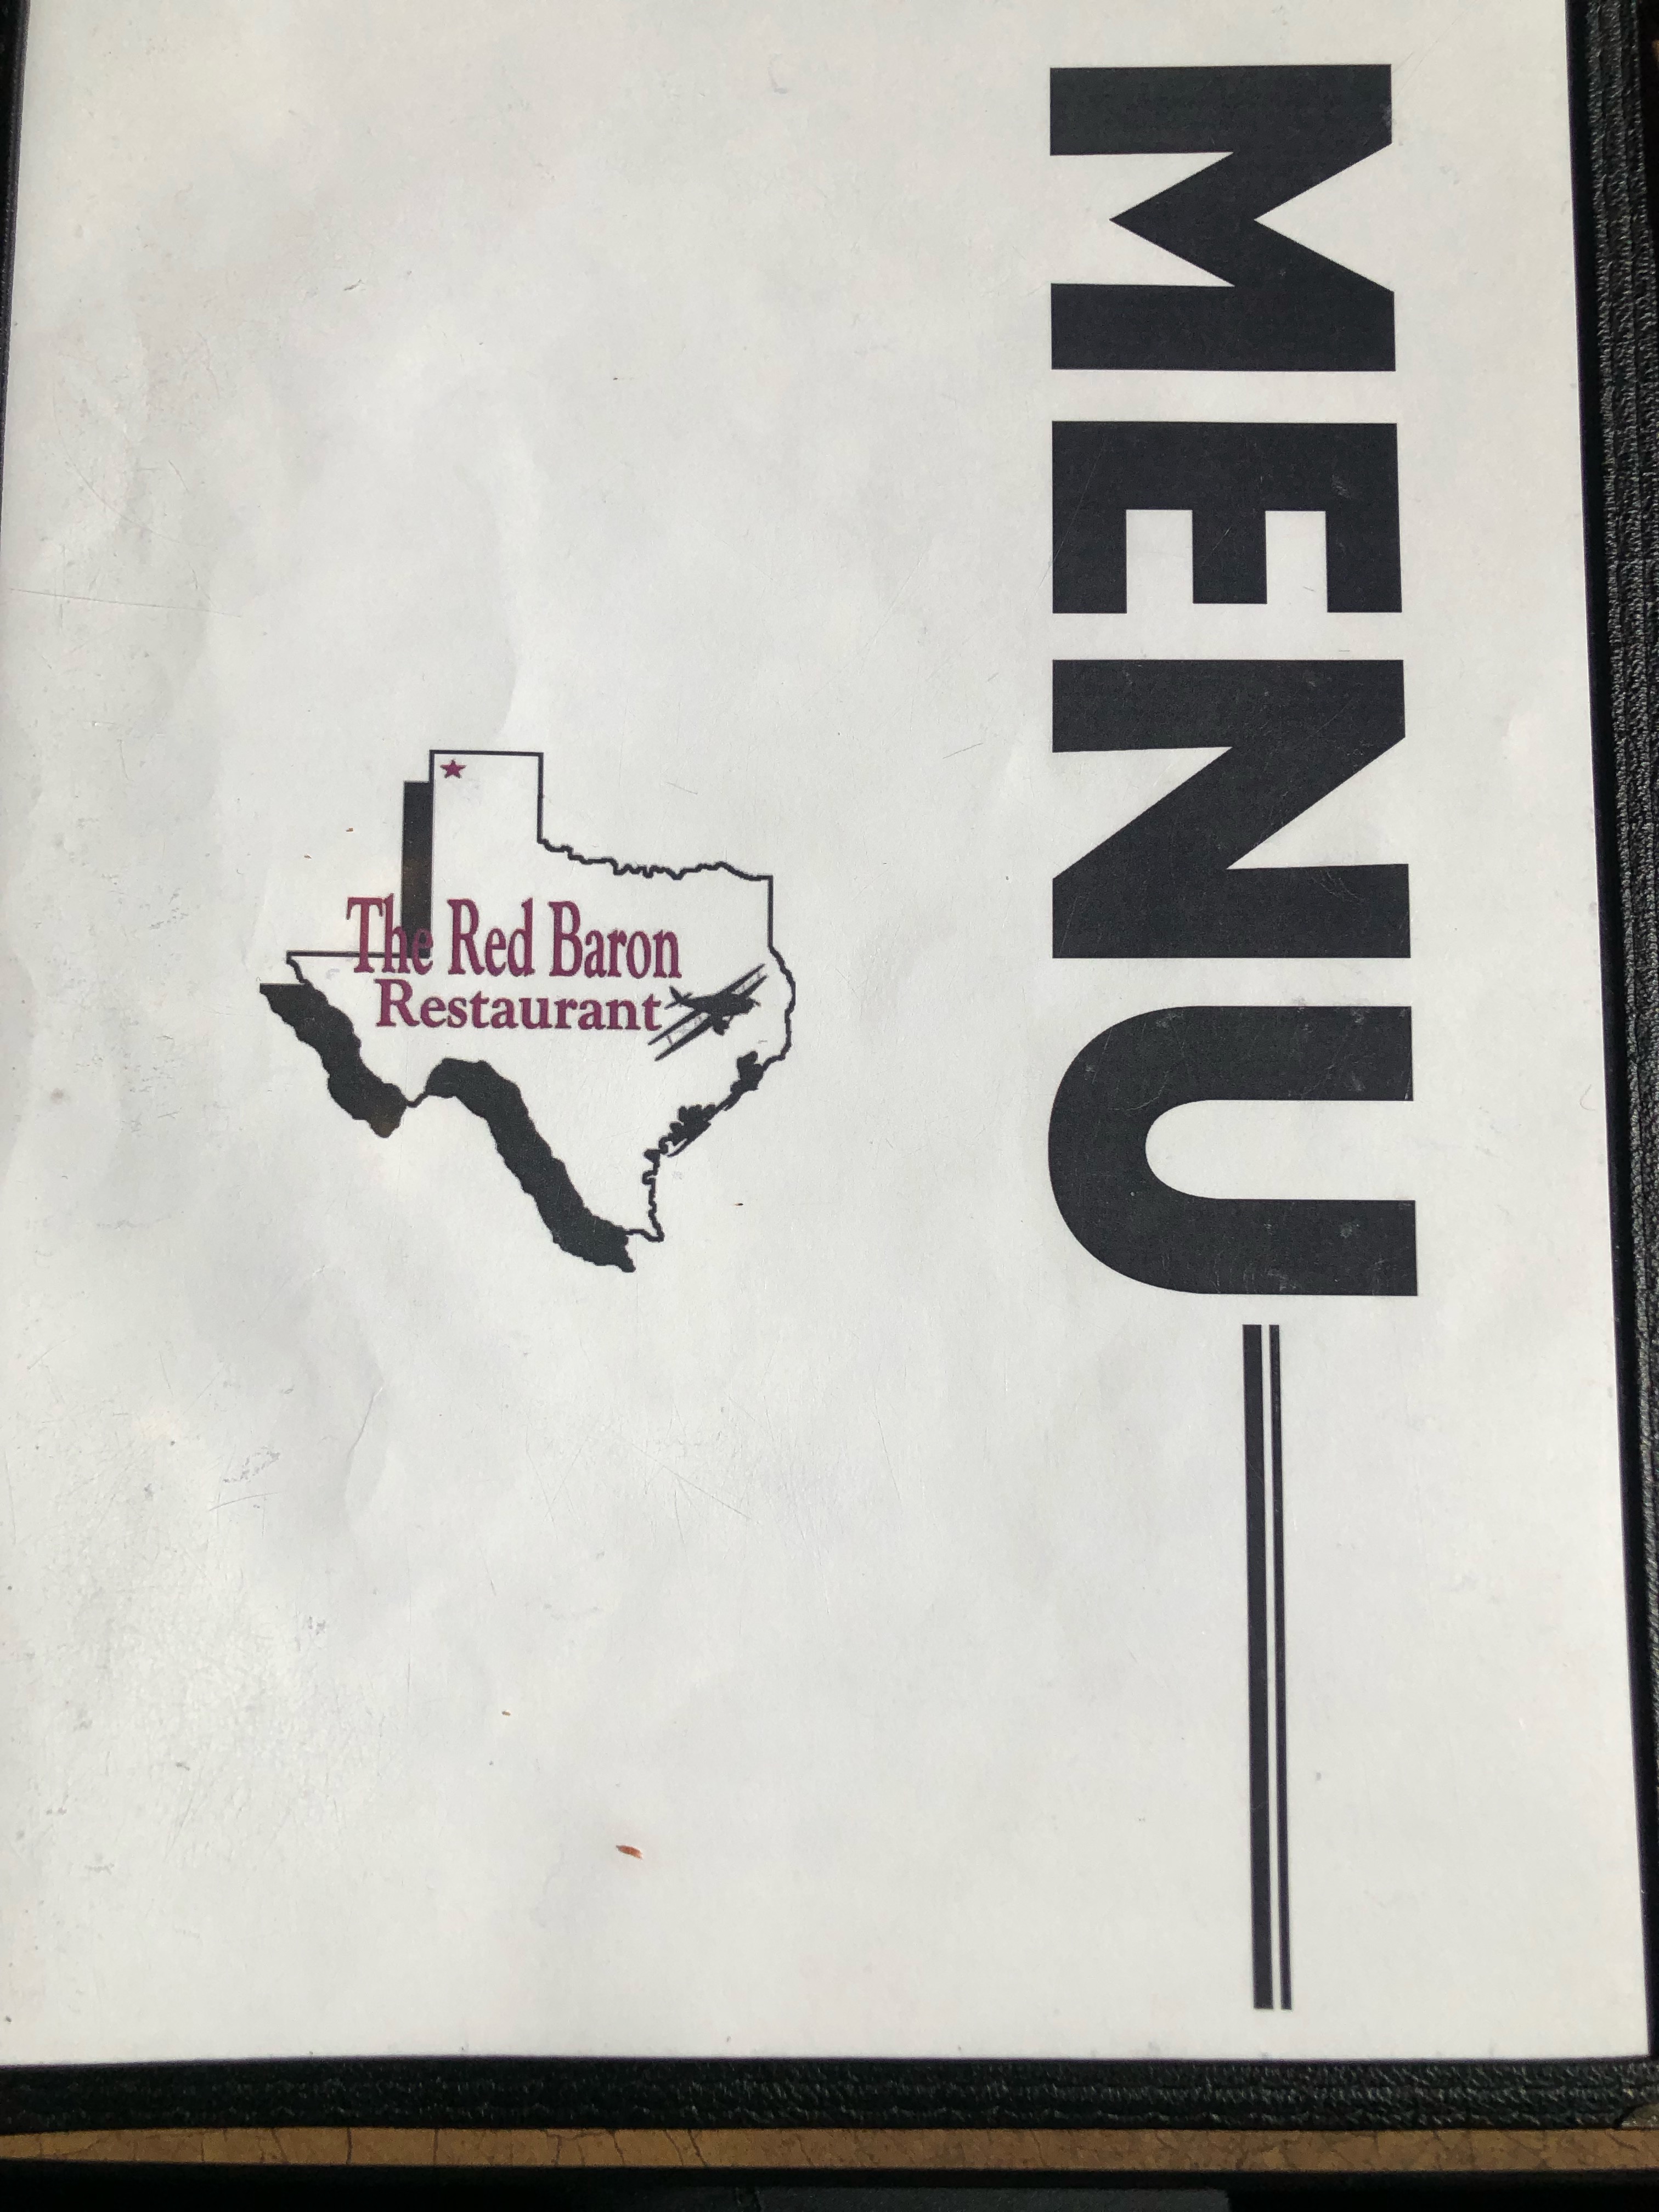 MENU
The Red Baron
Restaurant